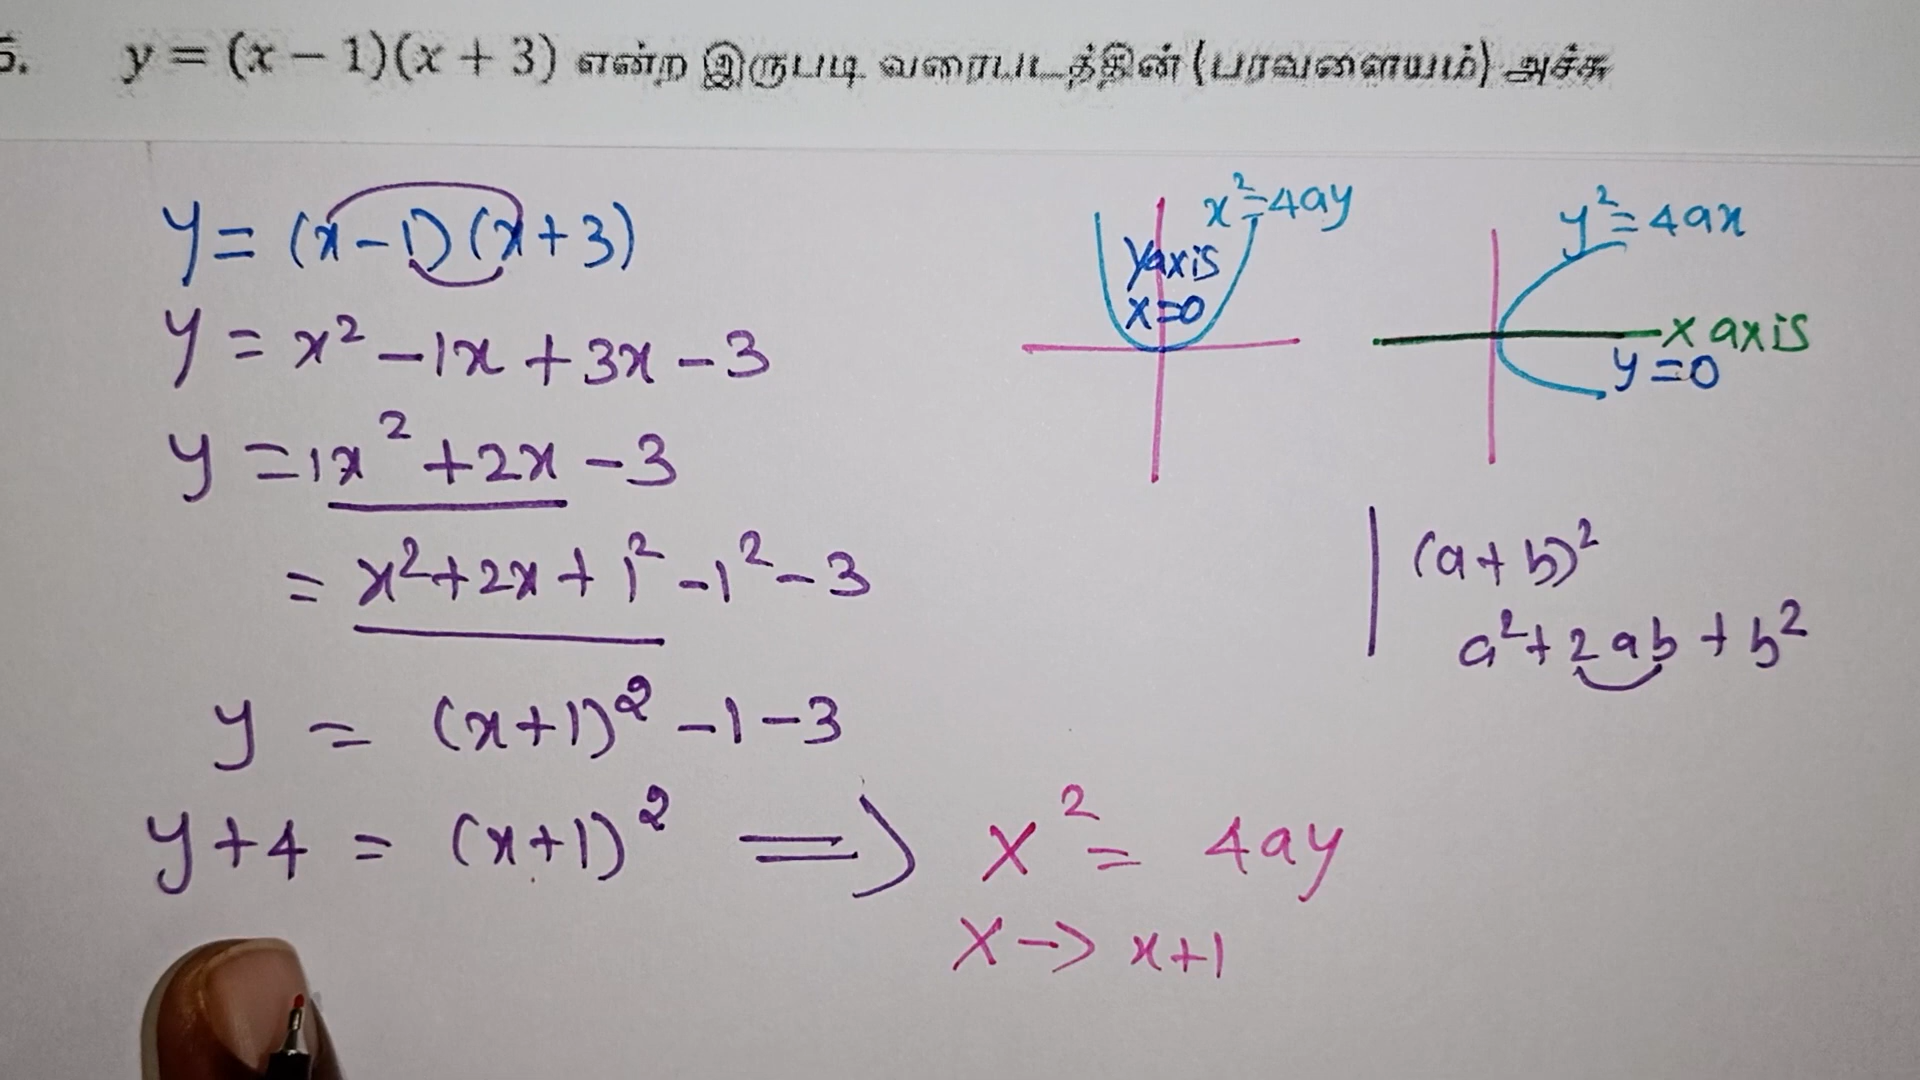 5. y = (x − 1)(x + 3) என்ற இருபடி வரைபடத்தின் (பரவளையம்) அச்சு
y = (x-1)(x+3)
y = x² -1x +3x -3
y = 1x² +2x -3
= x²+2x+1²-1²-3
y = (x+1)² -1-3
y+4 = (x+1)² => x² = 4ay
x -> x+1
x²=4ay
y axis
x=0
y²=4ax
x axis
y=0
(a+b)²
a²+2ab+b²